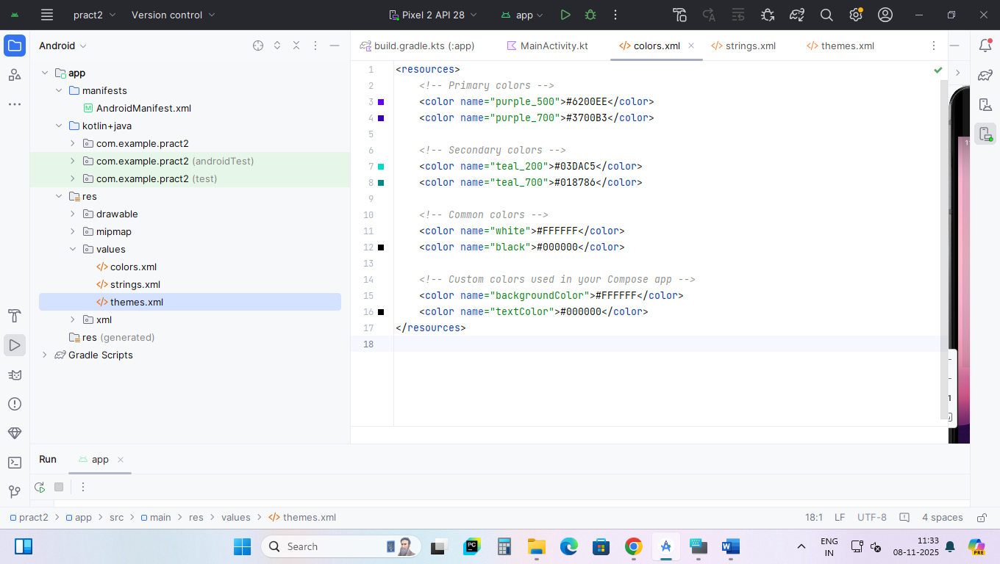 pract2
Version control
Pixel 2 API 28
app
Android
build.gradle.kts (:app)
MainActivity.kt
colors.xml
strings.xml
themes.xml
app
manifests
AndroidManifest.xml
kotlin+java
com.example.pract2
com.example.pract2 (androidTest)
com.example.pract2 (test)
res
drawable
mipmap
values
colors.xml
strings.xml
themes.xml
xml
res (generated)
Gradle Scripts
1 <resources>
2 <!-- Primary colors -->
3 <color name="purple_500">#6200EE</color>
4 <color name="purple_700">#3700B3</color>
5
6 <!-- Secondary colors -->
7 <color name="teal_200">#03DAC5</color>
8 <color name="teal_700">#018786</color>
9
10 <!-- Common colors -->
11 <color name="white">#FFFFFF</color>
12 <color name="black">#000000</color>
13
14 <!-- Custom colors used in your Compose app -->
15 <color name="backgroundColor">#FFFFFF</color>
16 <color name="textColor">#000000</color>
17 </resources>
18
Run
app
pract2 > app > src > main > res > values > themes.xml
18:1 LF UTF-8 4 spaces
Search
PC
W
PRE
ENG
IN
11:33
08-11-2025